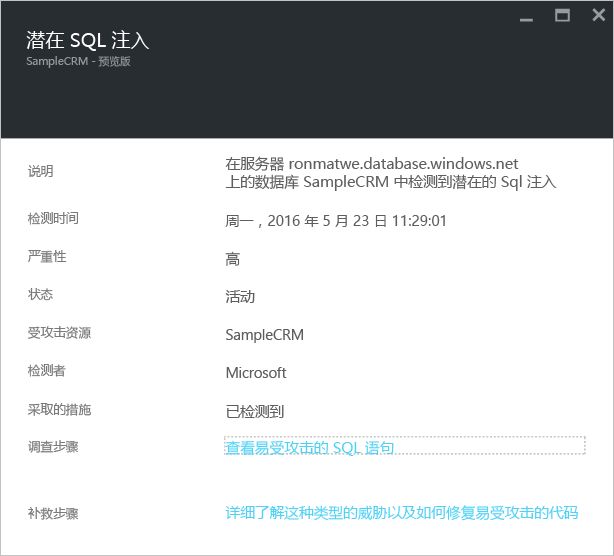 潜在 SQL 注入
SampleCRM - 预览版
说明
在服务器 ronmatwe.database.windows.net
上的数据库 SampleCRM 中检测到潜在的 Sql 注入
检测时间
周一，2016 年 5 月 23 日 11:29:01
严重性
高
状态
活动
受攻击资源
SampleCRM
检测者
Microsoft
采取的措施
已检测到
调查步骤
查看易受攻击的 SQL 语句
补救步骤
详细了解这种类型的威胁以及如何修复易受攻击的代码